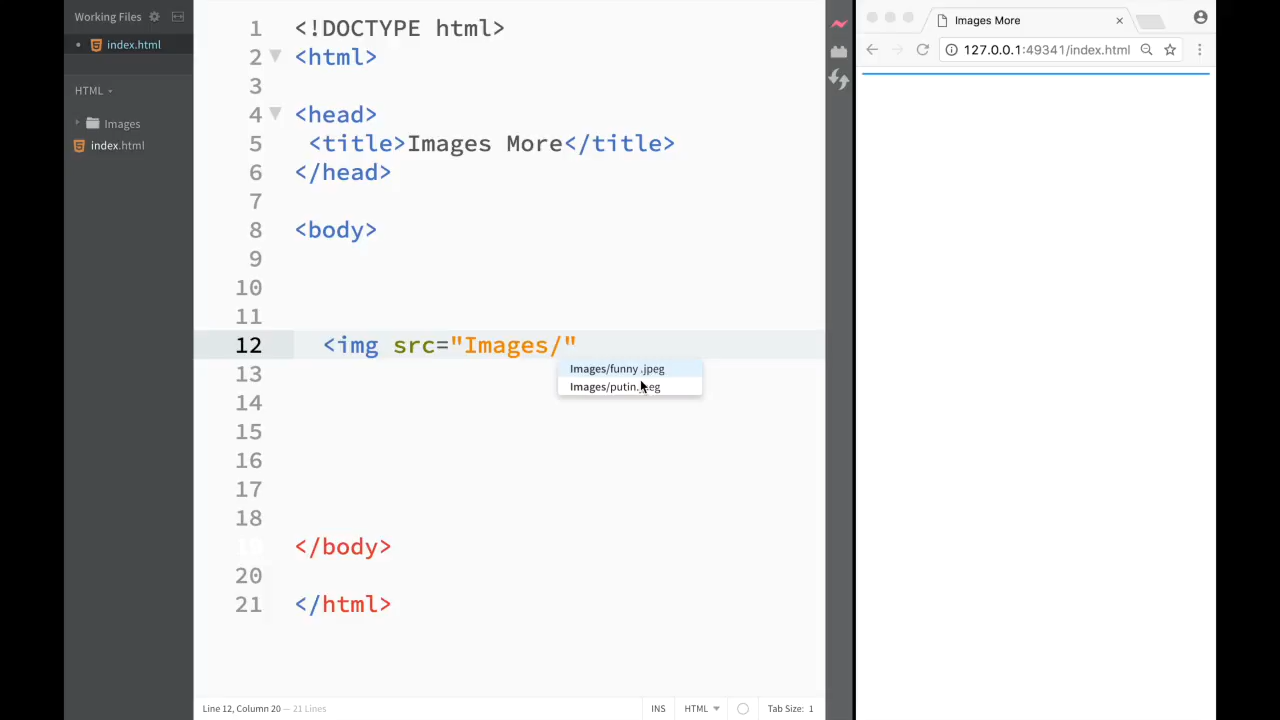 Working Files
index.html
HTML
Images
index.html
1 <!DOCTYPE html>
2 <html>
3
4 <head>
5 <title>Images More</title>
6 </head>
7
8 <body>
9
10
11
12 <img src="Images/"
Images/funny .jpeg
Images/putin.
13
14
15
16
17
18
19 </body>
20
21 </html>
Line 12, Column 20 — 21 Lines
INS
HTML
Tab Size: 1
Images More
127.0.0.1:49341/index.html